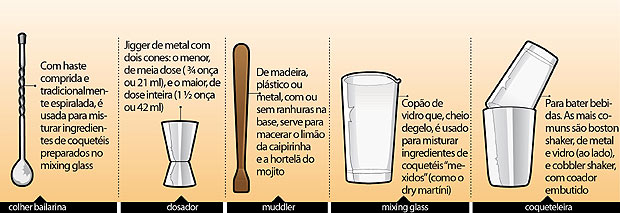 Com haste
comprida e
tradicionalmen-
te espiralada, é
usada para mis-
turar ingredien-
tes de coquetéis
preparados no
mixing glass
colher bailarina
Jigger de metal com
dois cones: o menor,
de meia dose ( ¾ onça
ou 21 ml), e o maior, de
dose inteira (1 ½ onça
ou 42 ml)
dosador
De madeira,
plástico ou
metal, com ou
sem ranhuras na
base, serve para
macerar o limão
da caipirinha
e a hortelã do
mojito
muddler
Copão de
vidro que, cheio
degelo, é usado
para misturar
ingredientes de
coquetéis “me-
xidos” (como o
dry martíni)
mixing glass
Para bater bebi-
das. As mais co-
muns são boston
shaker, de metal
e vidro (ao lado),
e cobbler shaker,
com coador
embutido
coqueteleira